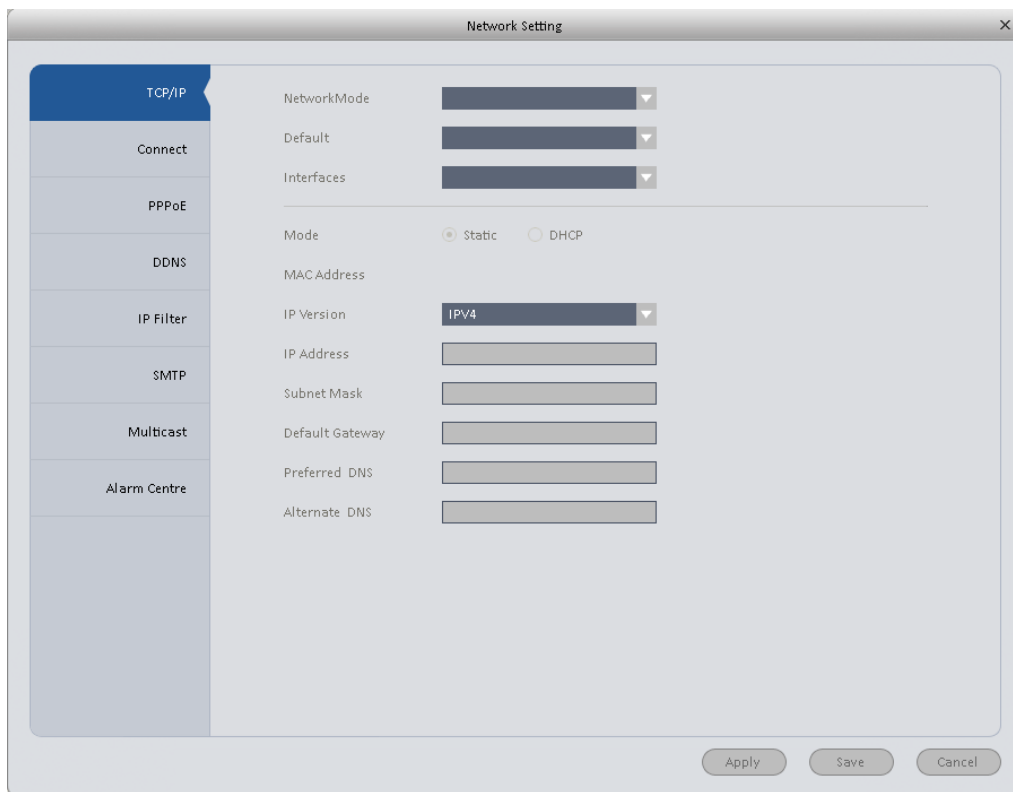 Network Setting
TCP/IP
Connect
PPPoE
DDNS
IP Filter
SMTP
Multicast
Alarm Centre
NetworkMode
Default
Interfaces
Mode Static DHCP
MAC Address
IP Version IPV4
IP Address
Subnet Mask
Default Gateway
Preferred DNS
Alternate DNS
Apply Save Cancel